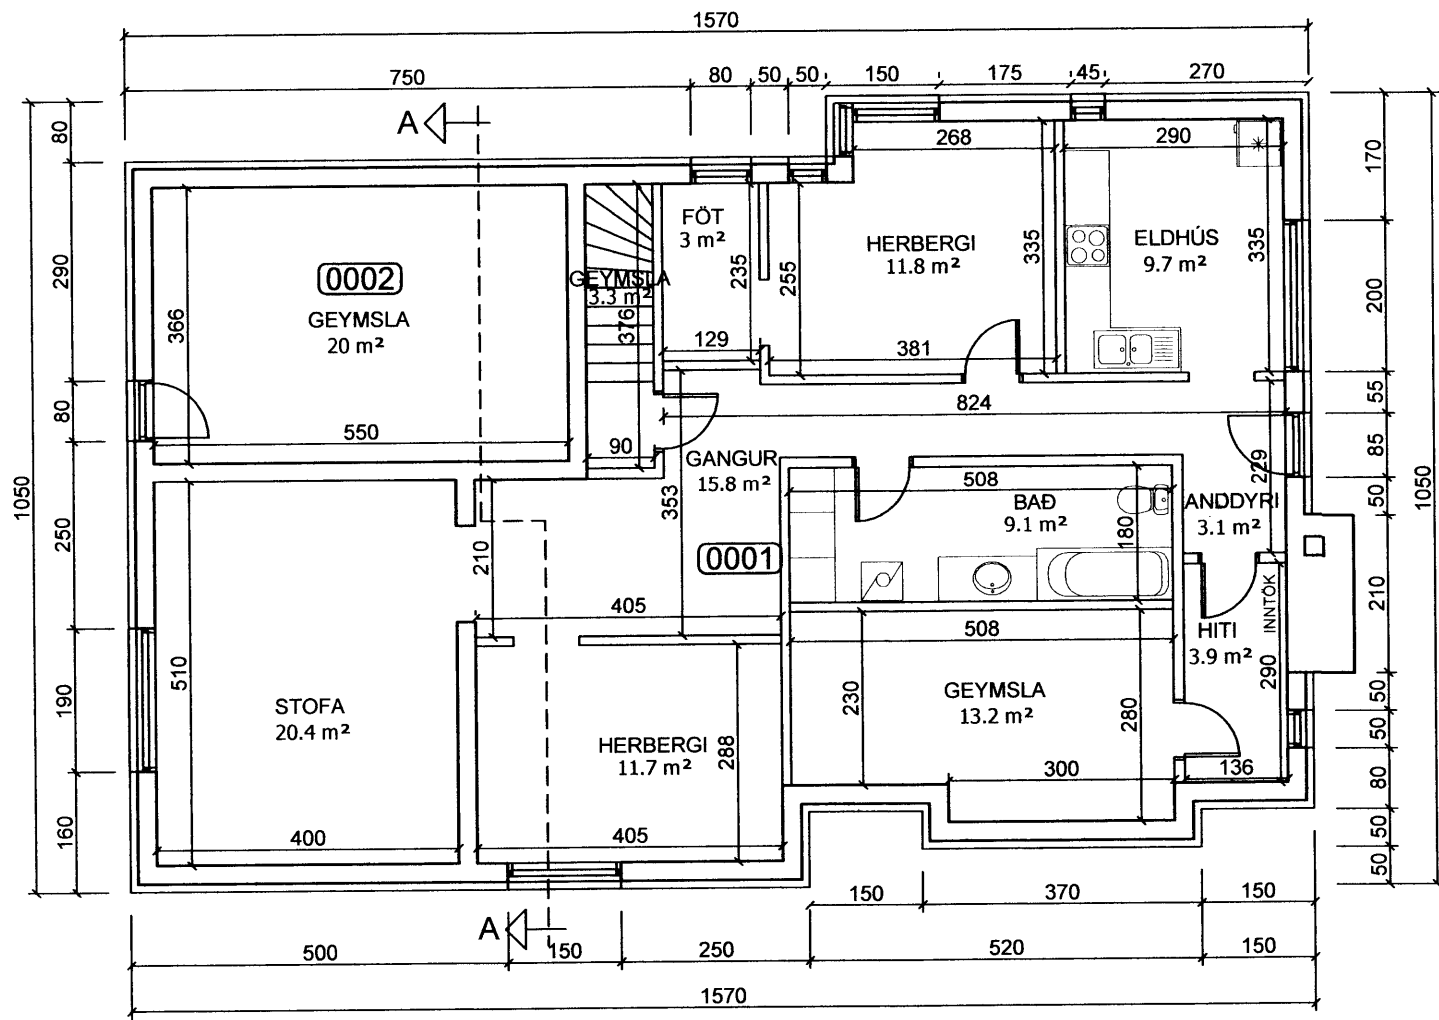 1570
750
80
50
50
150
175
45
270
A
80
290
80
250
190
160
1050
170
200
55
85
50
210
50
50
80
50
50
1050
268
290
FÖT
3 m²
HERBERGI
11.8 m²
335
ELDHÚS
9.7 m²
335
0002
GEYMSLA
20 m²
366
GEYMSLA
3.3 m²
376
235
255
129
381
824
550
90
GANGUR
15.8 m²
353
508
BAÐ
9.1 m²
180
ANDDYRI
3.1 m²
229
210
0001
405
508
HITI
3.9 m²
INNTÖK
290
510
STOFA
20.4 m²
HERBERGI
11.7 m²
288
230
GEYMSLA
13.2 m²
280
300
136
400
405
150
370
150
A
500
150
250
520
150
1570